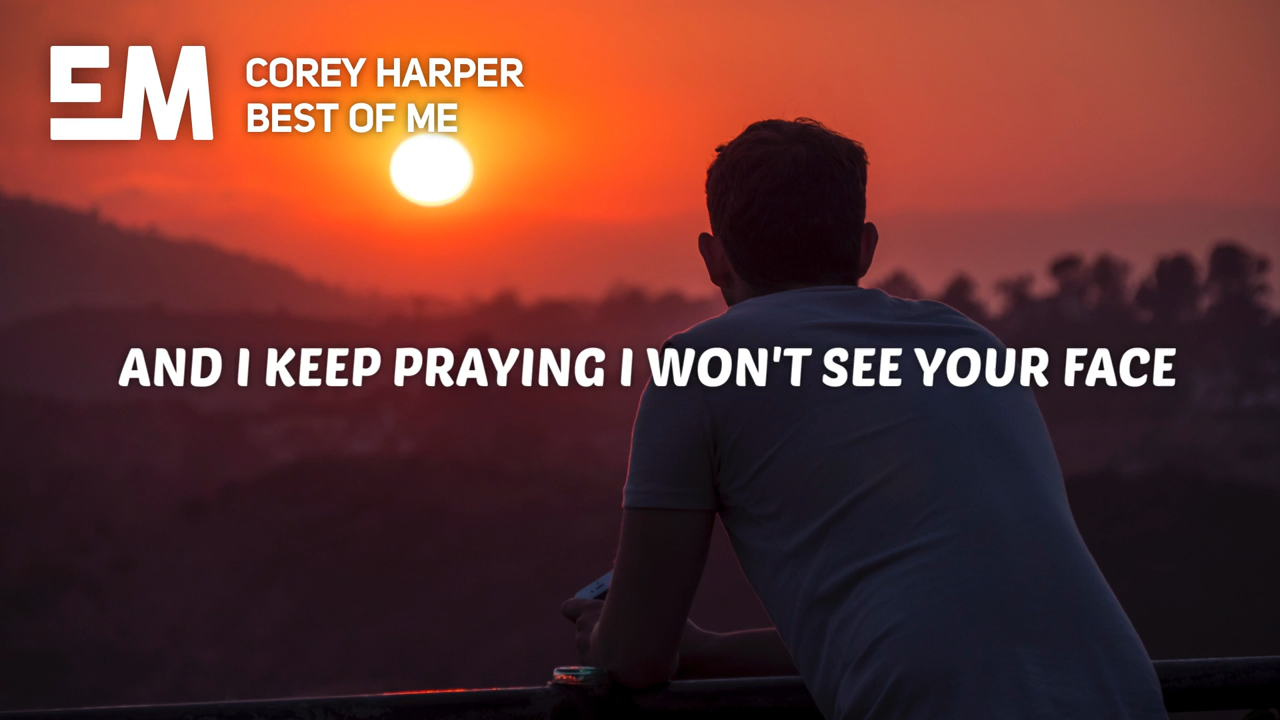 EM
COREY HARPER
BEST OF ME
AND I KEEP PRAYING I WON'T SEE YOUR FACE